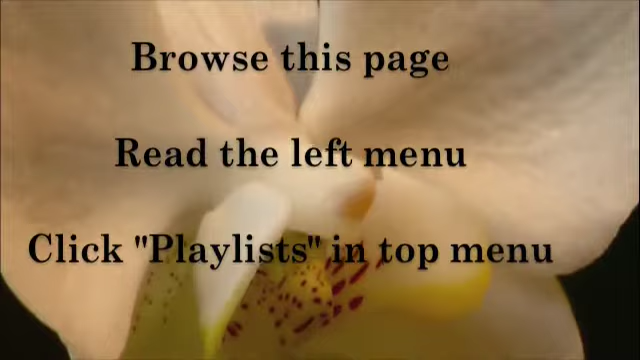 Browse this page
Read the left menu
Click "Playlists" in top menu